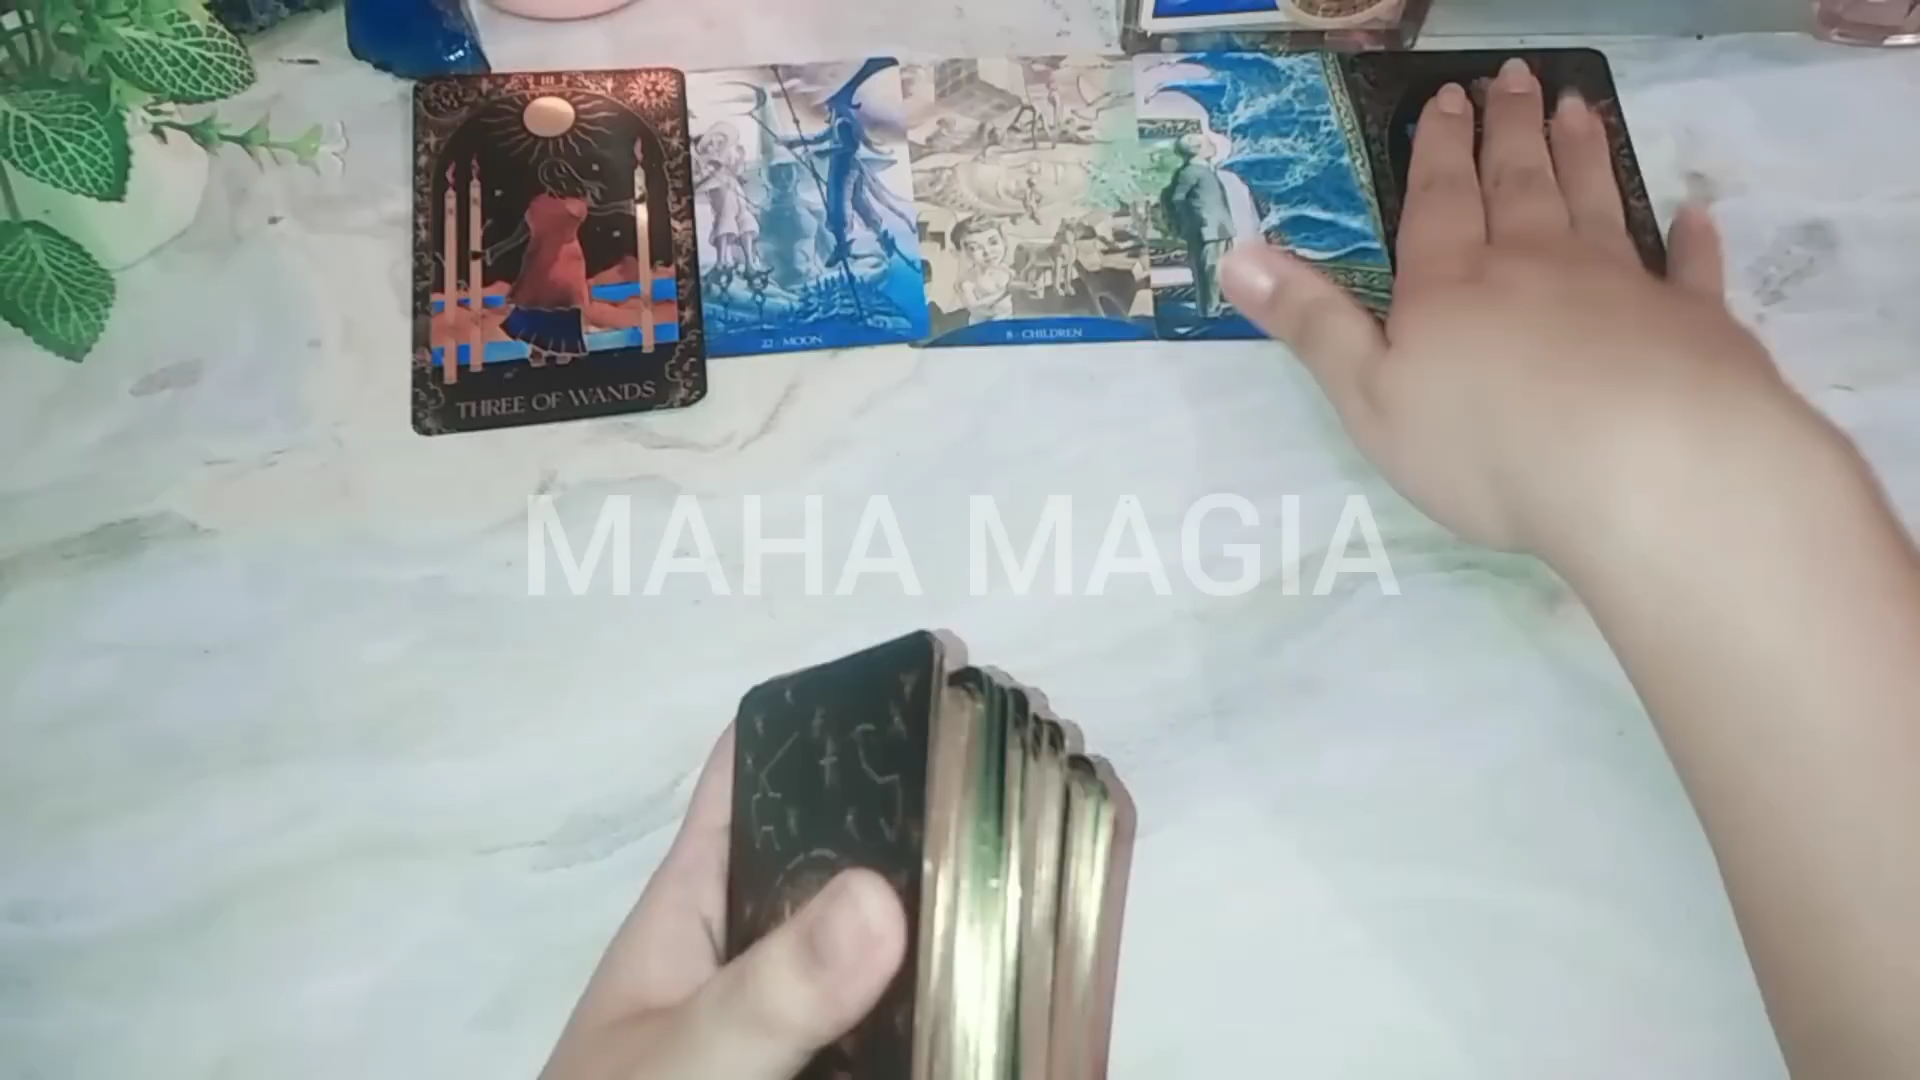 THREE OF WANDS
22 - MOON
8 - CHILDREN
MAHA MAGIA